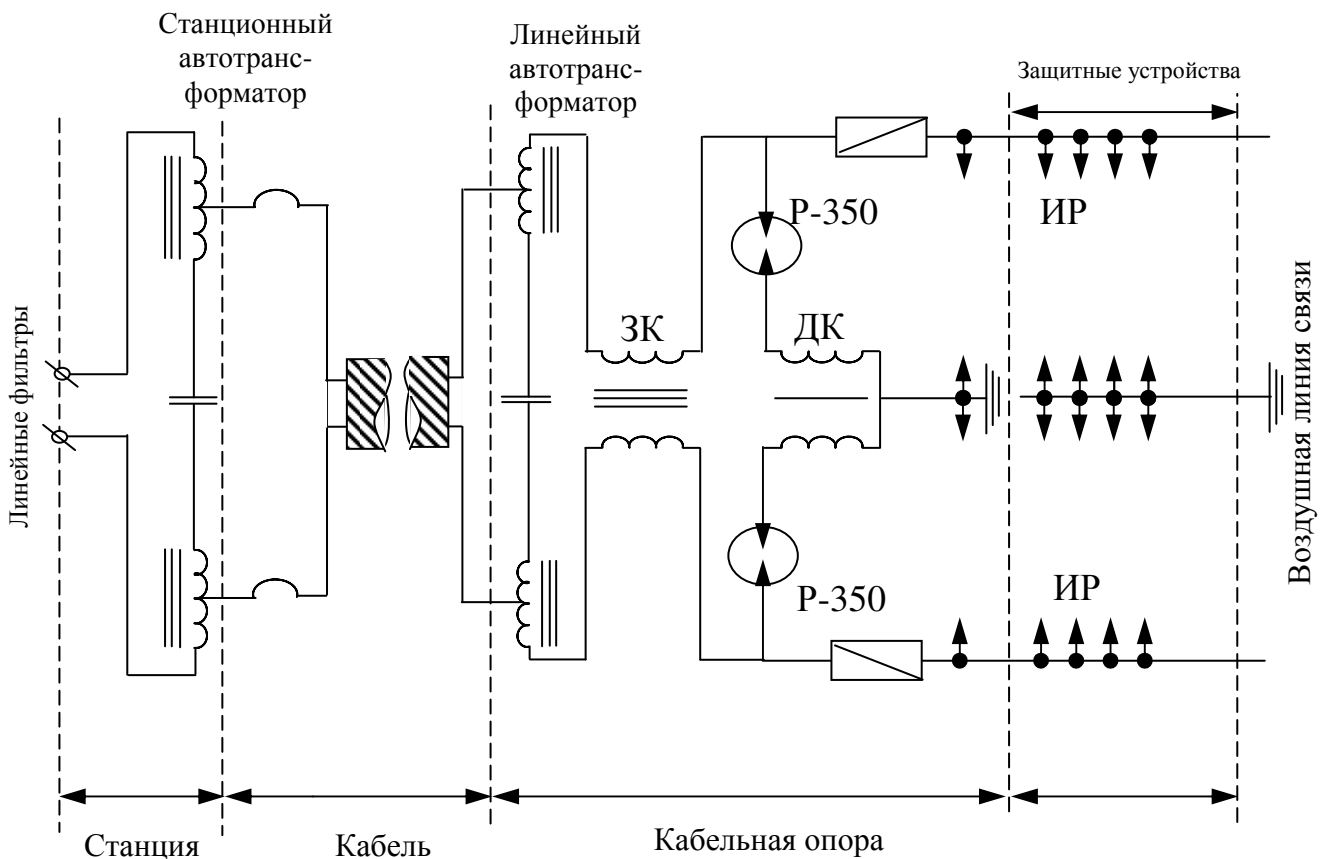 Станционный
автотранс-
форматор
Линейный
автотранс-
форматор
Защитные устройства
Р-350
ИР
ЗК
ДК
Линейные фильтры
Воздушная линия связи
Р-350
ИР
Станция
Кабель
Кабельная опора